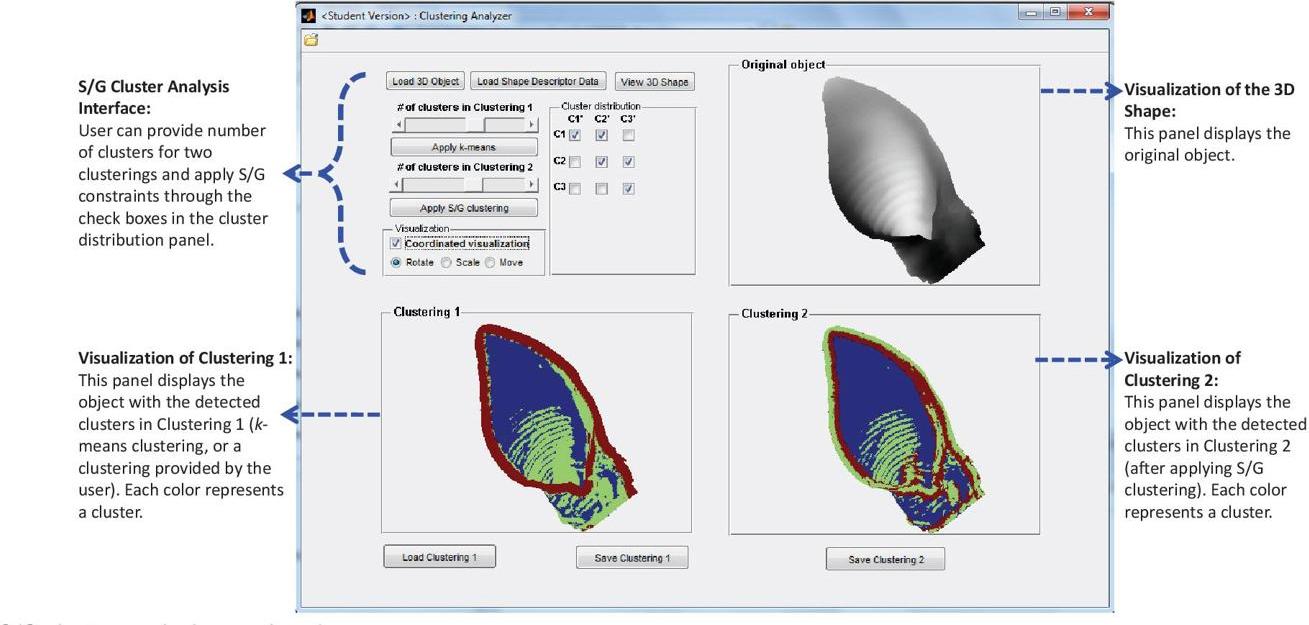 <Student Version> : Clustering Analyzer
S/G Cluster Analysis
Interface:
User can provide number
of clusters for two
clusterings and apply S/G
constraints through the
check boxes in the cluster
distribution panel.
Load 3D Object
Load Shape Descriptor Data
View 3D Shape
# of clusters in Clustering 1
Apply k-means
# of clusters in Clustering 2
Apply S/G clustering
Visualization
Coordinated visualization
Rotate Scale Move
Cluster distribution
C1' C2' C3'
C1
C2
C3
Original object
Visualization of the 3D
Shape:
This panel displays the
original object.
Visualization of Clustering 1:
This panel displays the
object with the detected
clusters in Clustering 1 (k-
means clustering, or a
clustering provided by the
user). Each color represents
a cluster.
Clustering 1
Load Clustering 1
Save Clustering 1
Clustering 2
Save Clustering 2
Visualization of
Clustering 2:
This panel displays the
object with the detected
clusters in Clustering 2
(after applying S/G
clustering). Each color
represents a cluster.